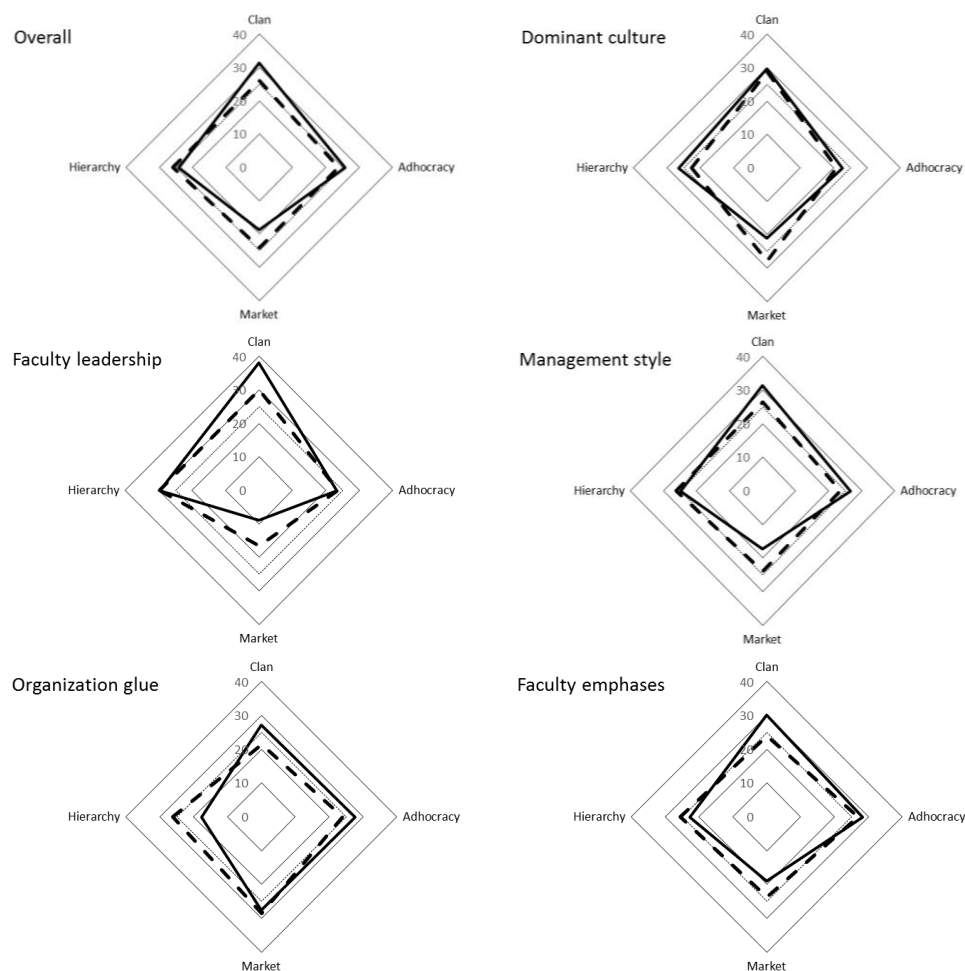 Overall
Clan
40
30
20
10
0
Hierarchy
Adhocracy
Market
Dominant culture
Clan
40
30
20
10
0
Hierarchy
Adhocracy
Market
Faculty leadership
Clan
40
30
20
10
0
Hierarchy
Adhocracy
Market
Management style
Clan
40
30
20
10
0
Hierarchy
Adhocracy
Market
Organization glue
Clan
40
30
20
10
0
Hierarchy
Adhocracy
Market
Faculty emphases
Clan
40
30
20
10
0
Hierarchy
Adhocracy
Market